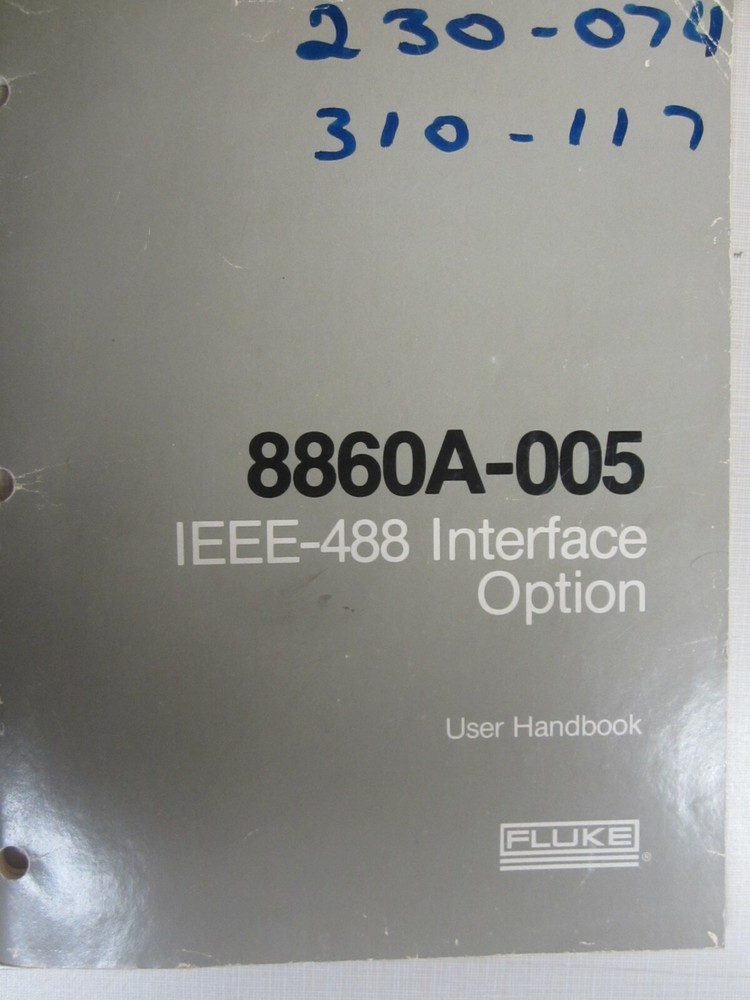 230-074
310-117
8860A-005
IEEE-488 Interface
Option
User Handbook
FLUKE
®